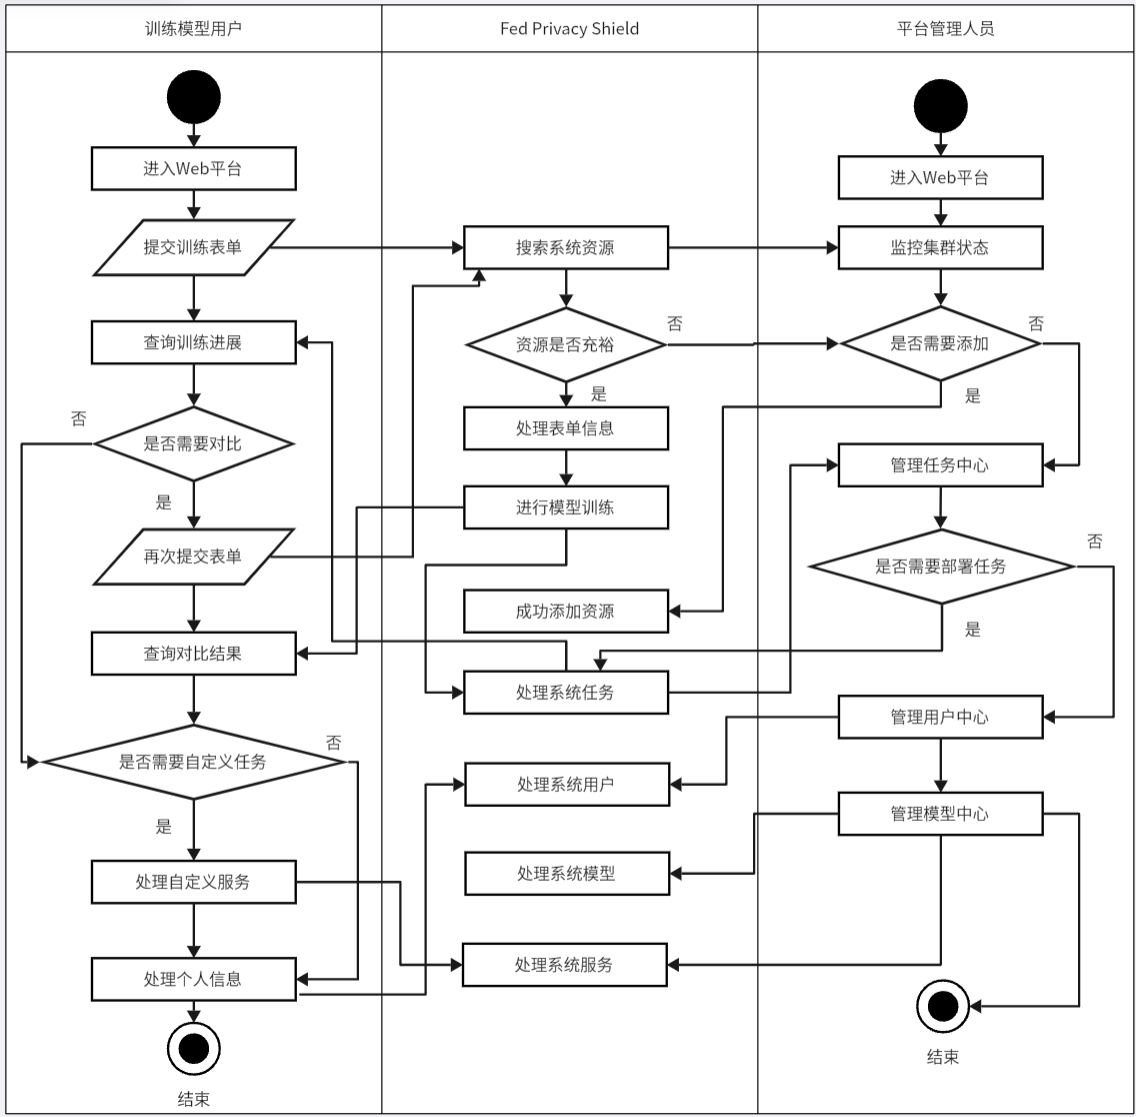 训练模型用户
Fed Privacy Shield
平台管理人员
进入Web平台
提交训练表单
查询训练进展
否
是否需要对比
是
再次提交表单
查询对比结果
否
是否需要自定义任务
是
处理自定义服务
处理个人信息
结束
搜索系统资源
否
资源是否充裕
是
处理表单信息
进行模型训练
成功添加资源
处理系统任务
处理系统用户
处理系统模型
处理系统服务
进入Web平台
监控集群状态
否
是否需要添加
是
管理任务中心
否
是否需要部署任务
是
管理用户中心
管理模型中心
结束